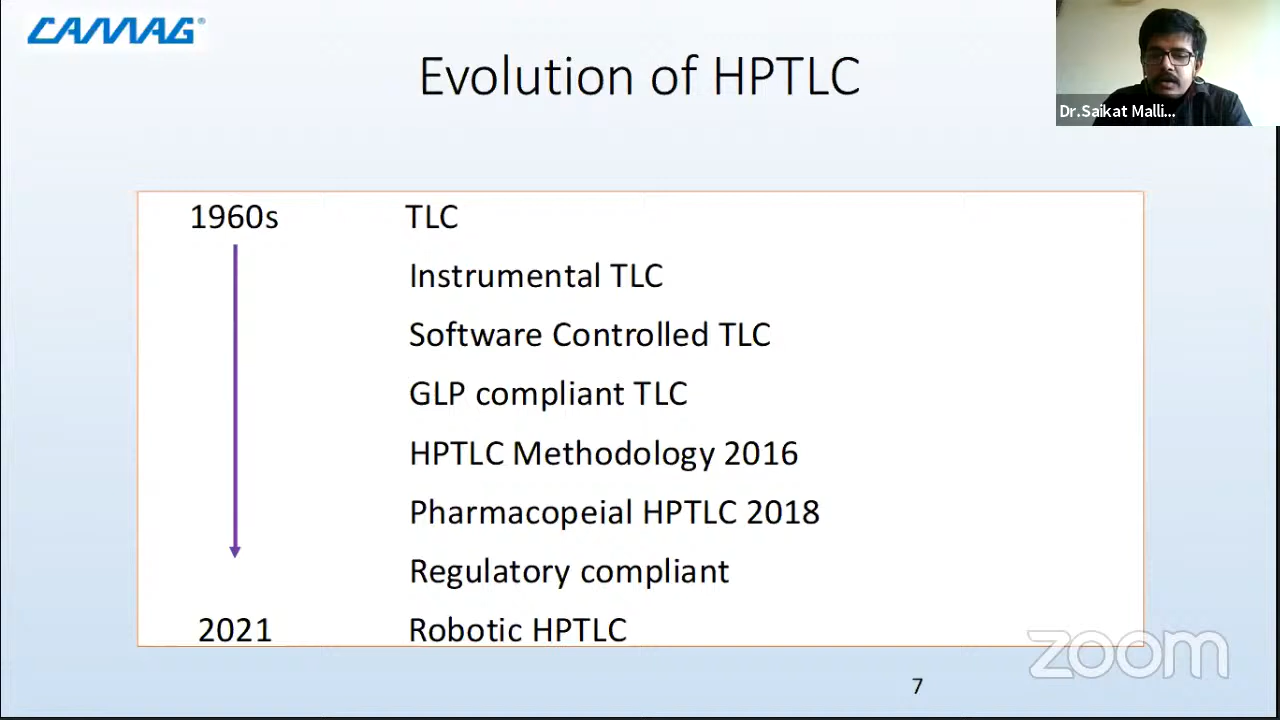 CAMAG®
Evolution of HPTLC
Dr.Saikat Malli...
1960s TLC
Instrumental TLC
Software Controlled TLC
GLP compliant TLC
HPTLC Methodology 2016
Pharmacopeial HPTLC 2018
Regulatory compliant
2021 Robotic HPTLC
zoom
7